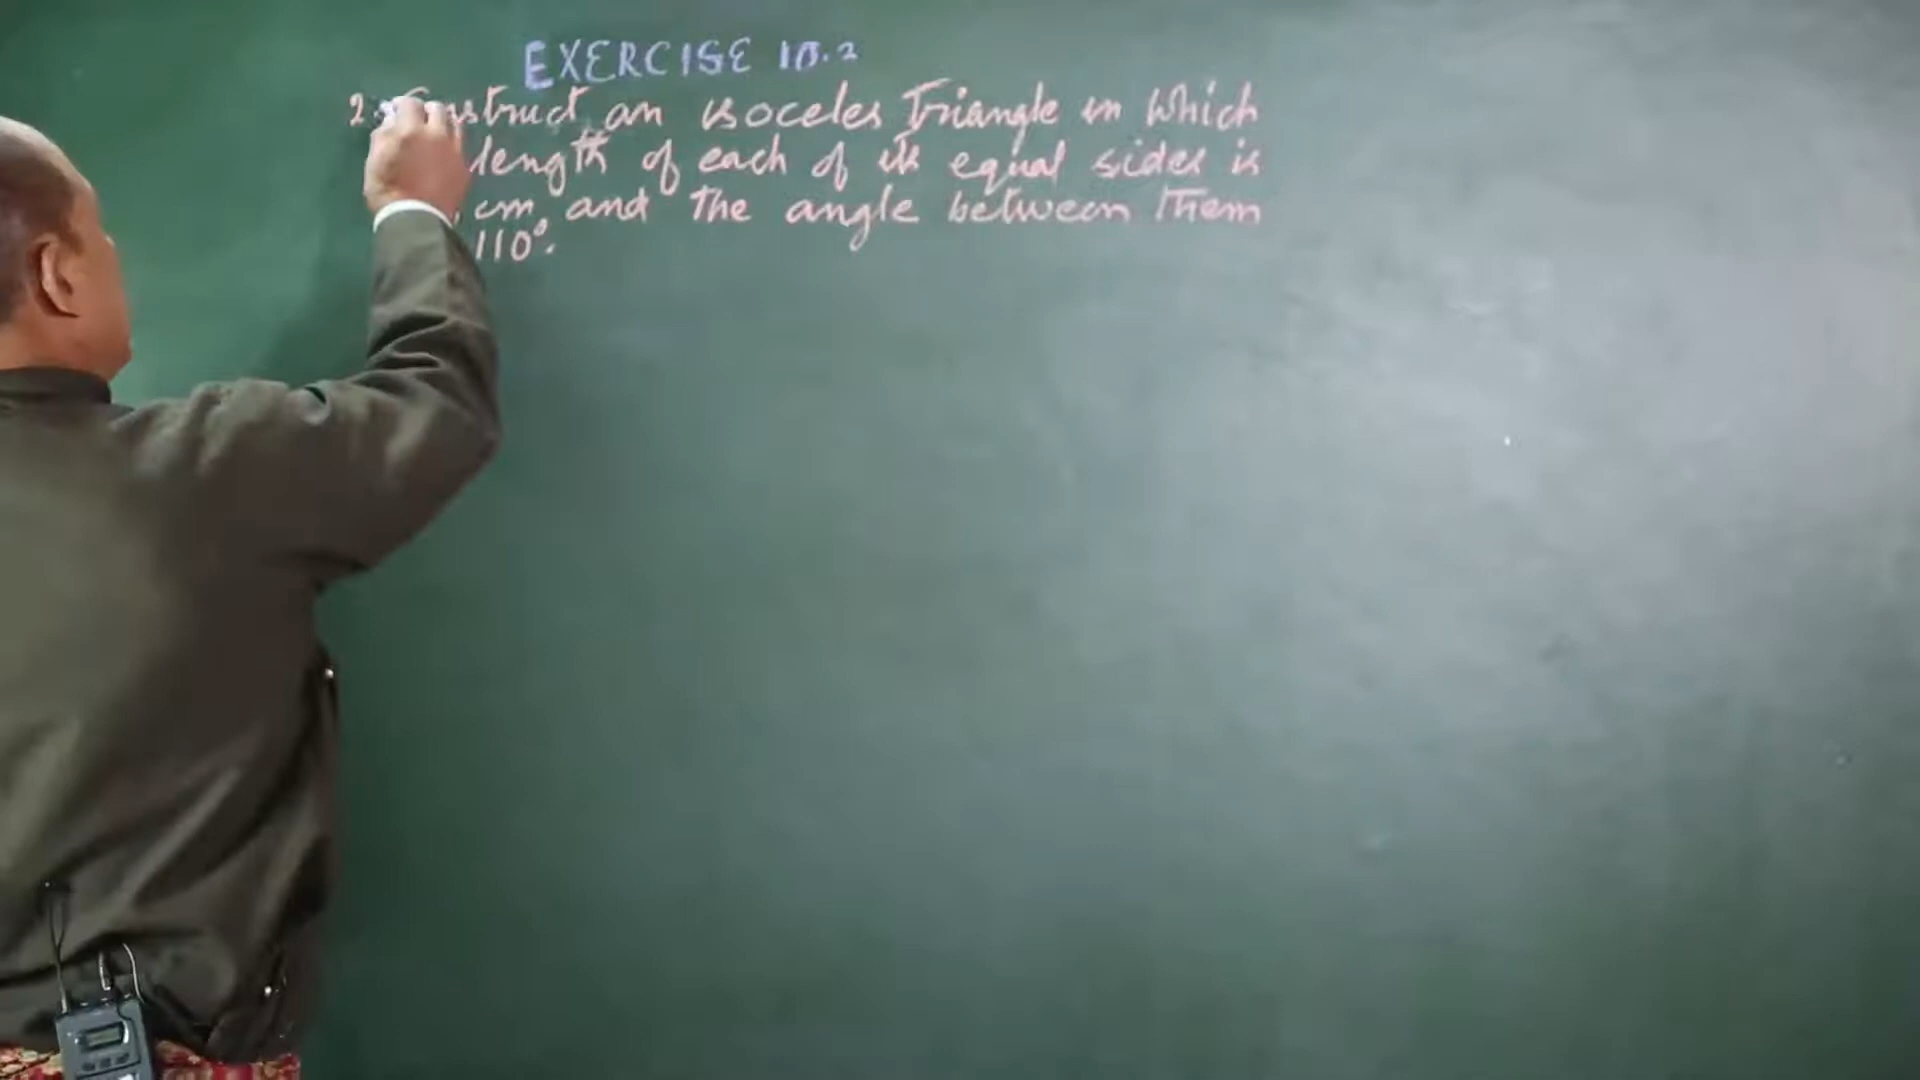 EXERCISE 10.2
2. Construct an isoceles Triangle in which
length of each of its equal sides is
cm and the angle between them
110°.